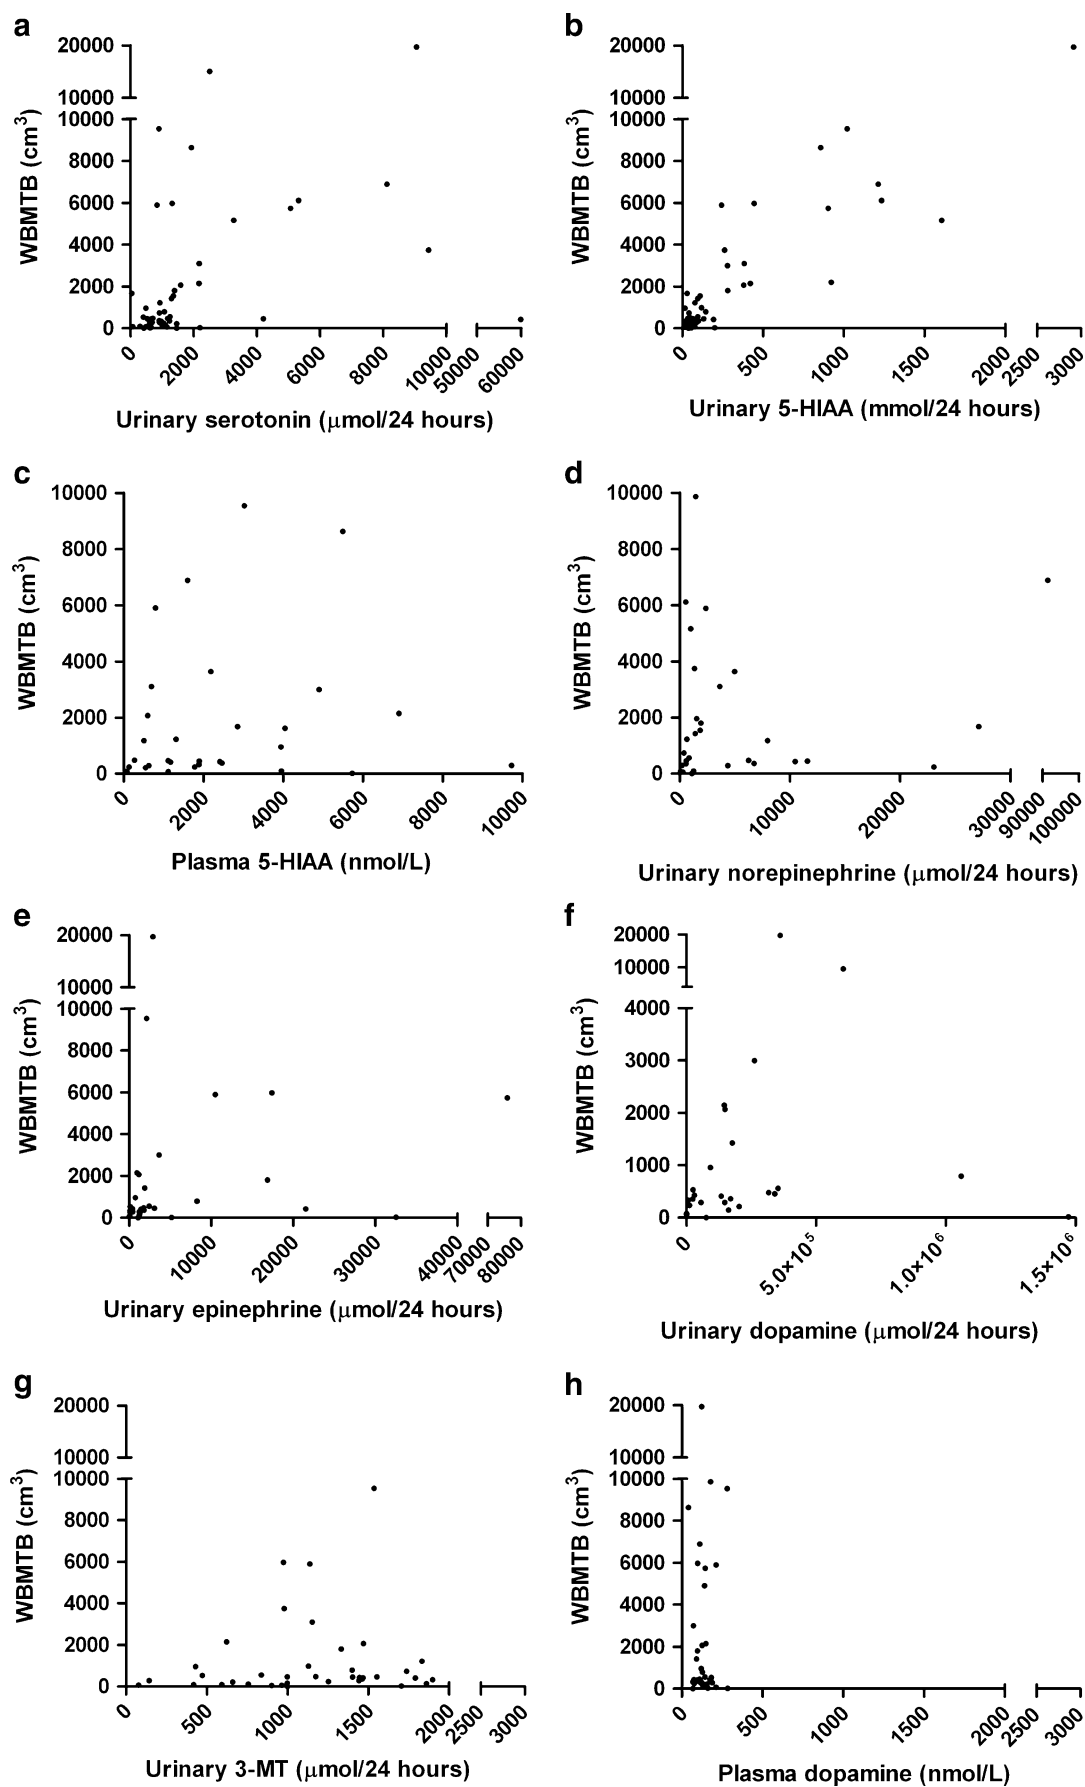 a
20000
10000
10000
8000
6000
4000
2000
0
WBMTB (cm³)
0 2000 4000 6000 8000 10000 50000 60000
Urinary serotonin (μmol/24 hours)
b
20000
10000
10000
8000
6000
4000
2000
0
WBMTB (cm³)
0 500 1000 1500 2000 2500 3000
Urinary 5-HIAA (mmol/24 hours)
c
10000
8000
6000
4000
2000
0
WBMTB (cm³)
0 2000 4000 6000 8000 10000
Plasma 5-HIAA (nmol/L)
d
10000
8000
6000
4000
2000
0
WBMTB (cm³)
0 10000 20000 30000 90000 100000
Urinary norepinephrine (μmol/24 hours)
e
20000
10000
10000
8000
6000
4000
2000
0
WBMTB (cm³)
0 10000 20000 30000 40000 70000 80000
Urinary epinephrine (μmol/24 hours)
f
20000
10000
4000
3000
2000
1000
0
WBMTB (cm³)
0 5.0×10⁵ 1.0×10⁶ 1.5×10⁶
Urinary dopamine (μmol/24 hours)
g
20000
10000
10000
8000
6000
4000
2000
0
WBMTB (cm³)
0 500 1000 1500 2000 2500 3000
Urinary 3-MT (μmol/24 hours)
h
20000
10000
10000
8000
6000
4000
2000
0
WBMTB (cm³)
0 500 1000 1500 2000 2500 3000
Plasma dopamine (nmol/L)